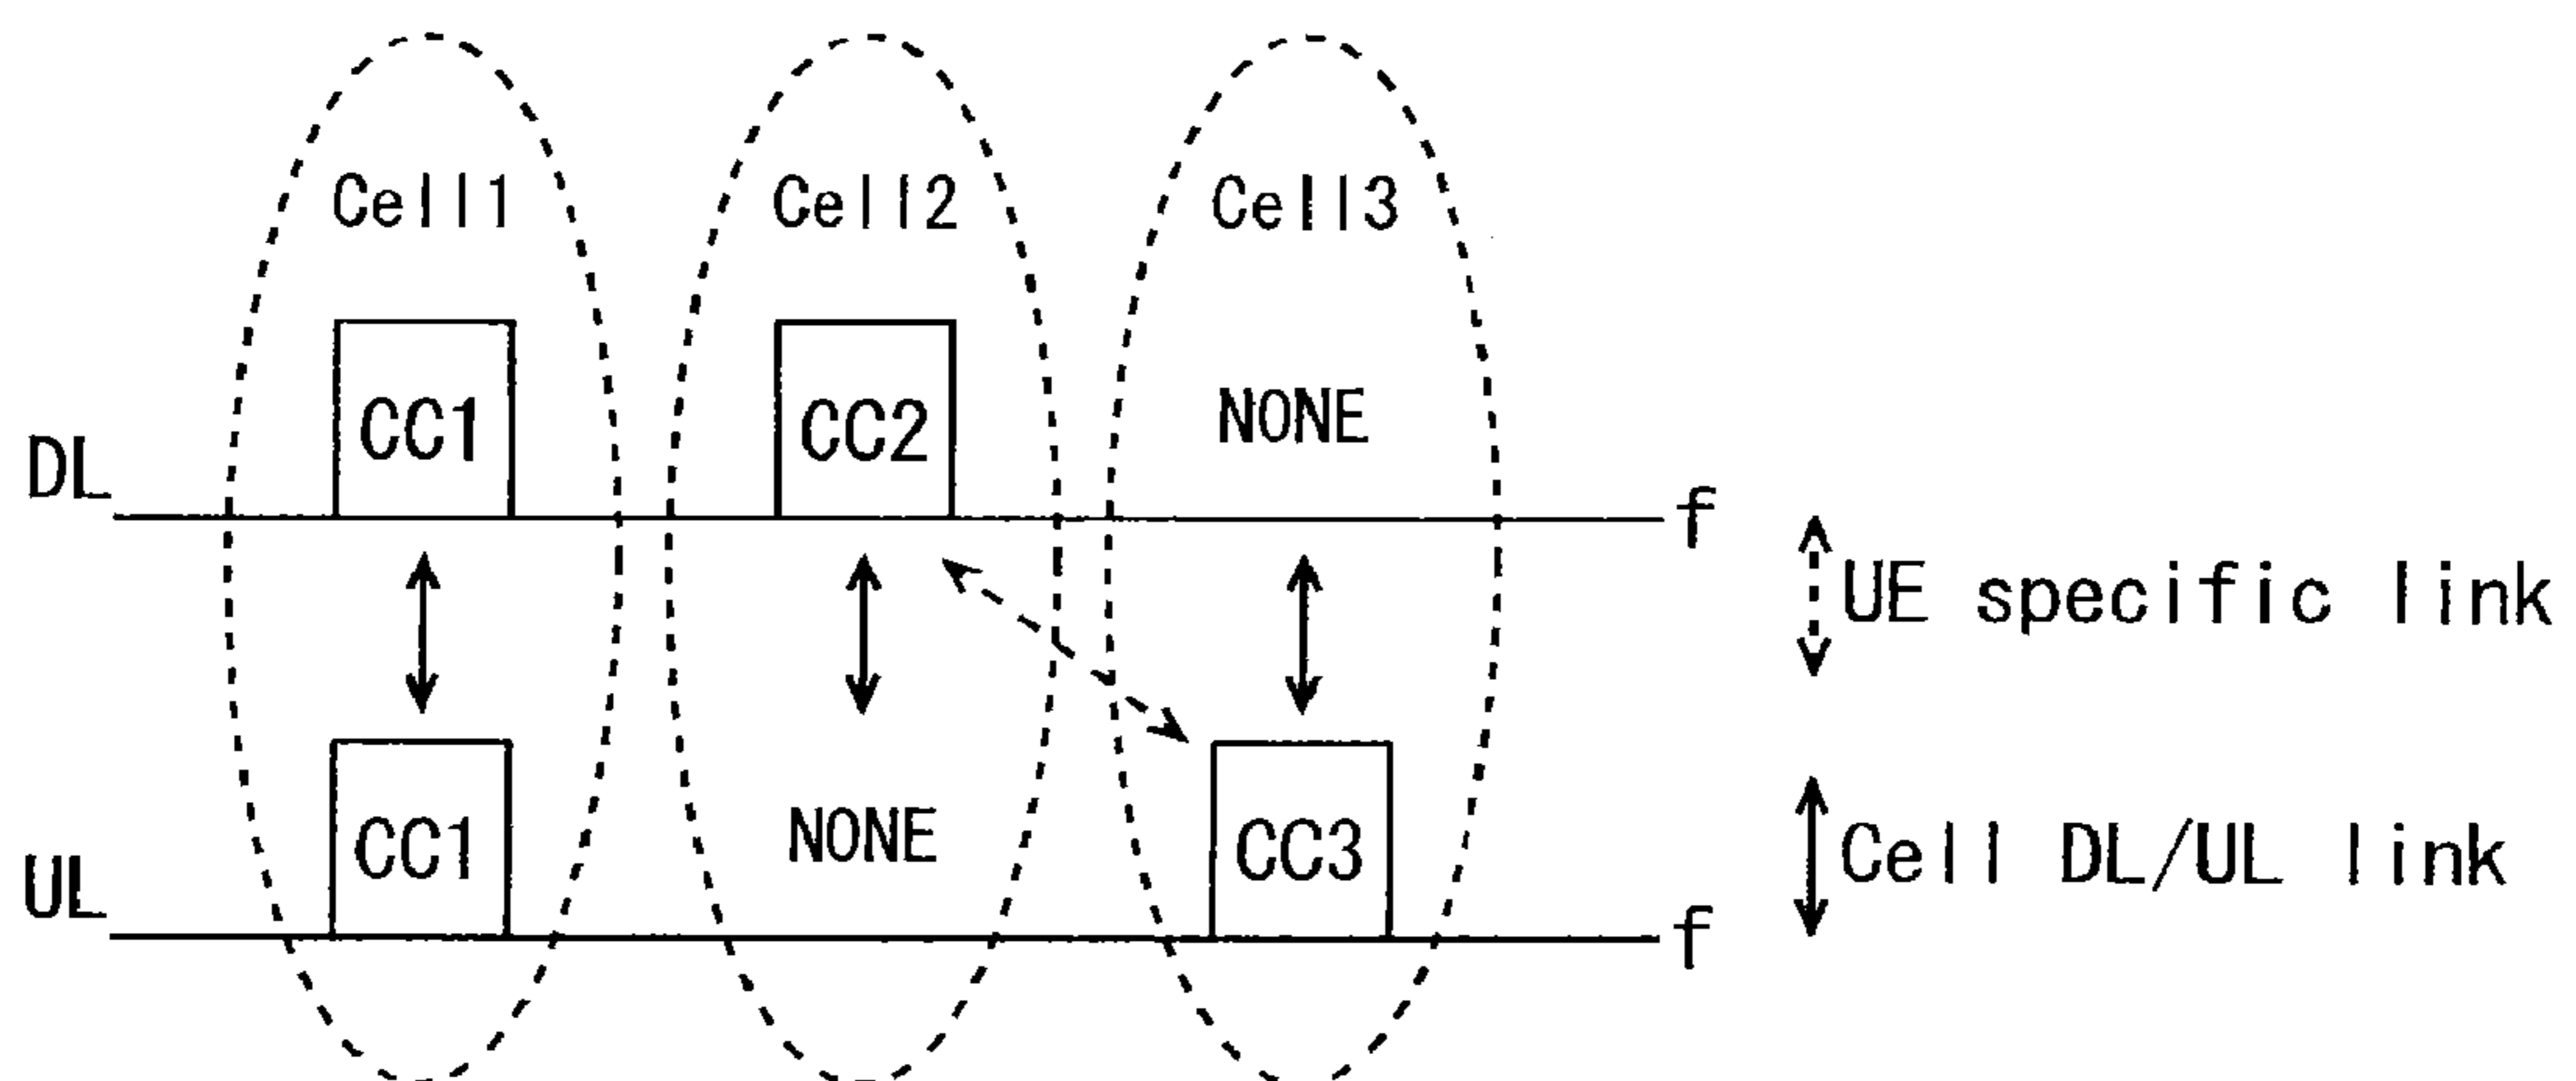 Cell1 Cell2 Cell3
CC1 CC2 NONE
DL f
UE specific link
CC1 NONE CC3
Cell DL/UL link
UL f